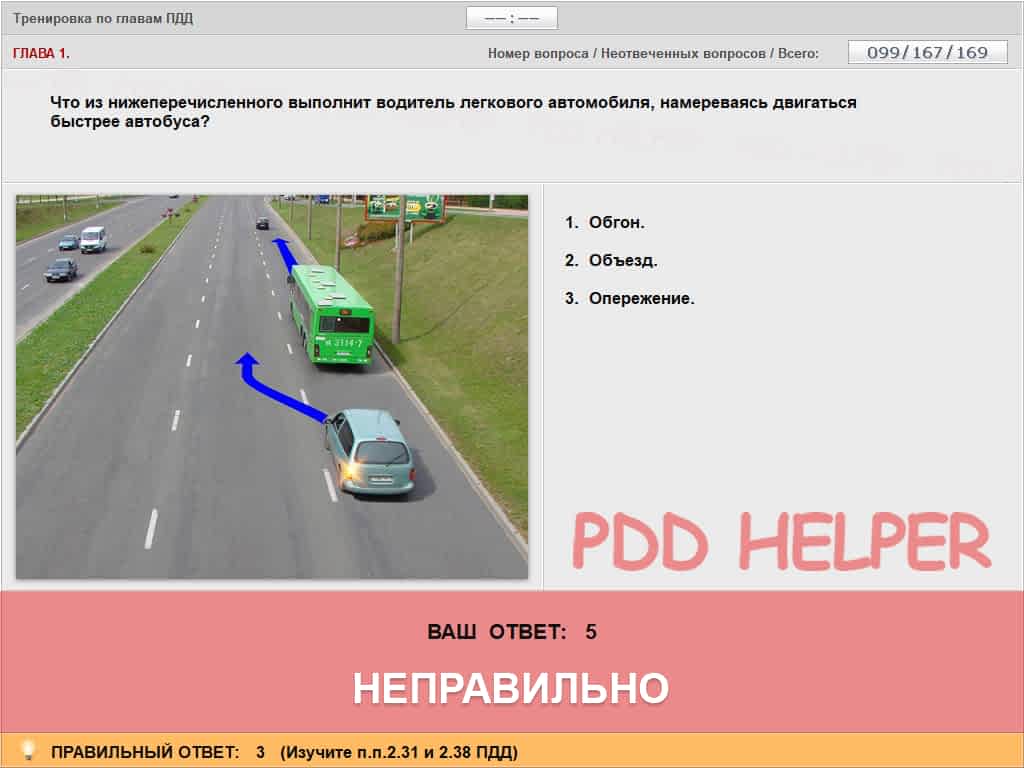 Тренировка по главам ПДД
—— : ——
ГЛАВА 1.
Номер вопроса / Неотвеченных вопросов / Всего:
099/167/169
Что из нижеперечисленного выполнит водитель легкового автомобиля, намереваясь двигаться
быстрее автобуса?
1. Обгон.
2. Объезд.
3. Опережение.
PDD HELPER
ВАШ ОТВЕТ: 5
НЕПРАВИЛЬНО
ПРАВИЛЬНЫЙ ОТВЕТ: 3 (Изучите п.п.2.31 и 2.38 ПДД)